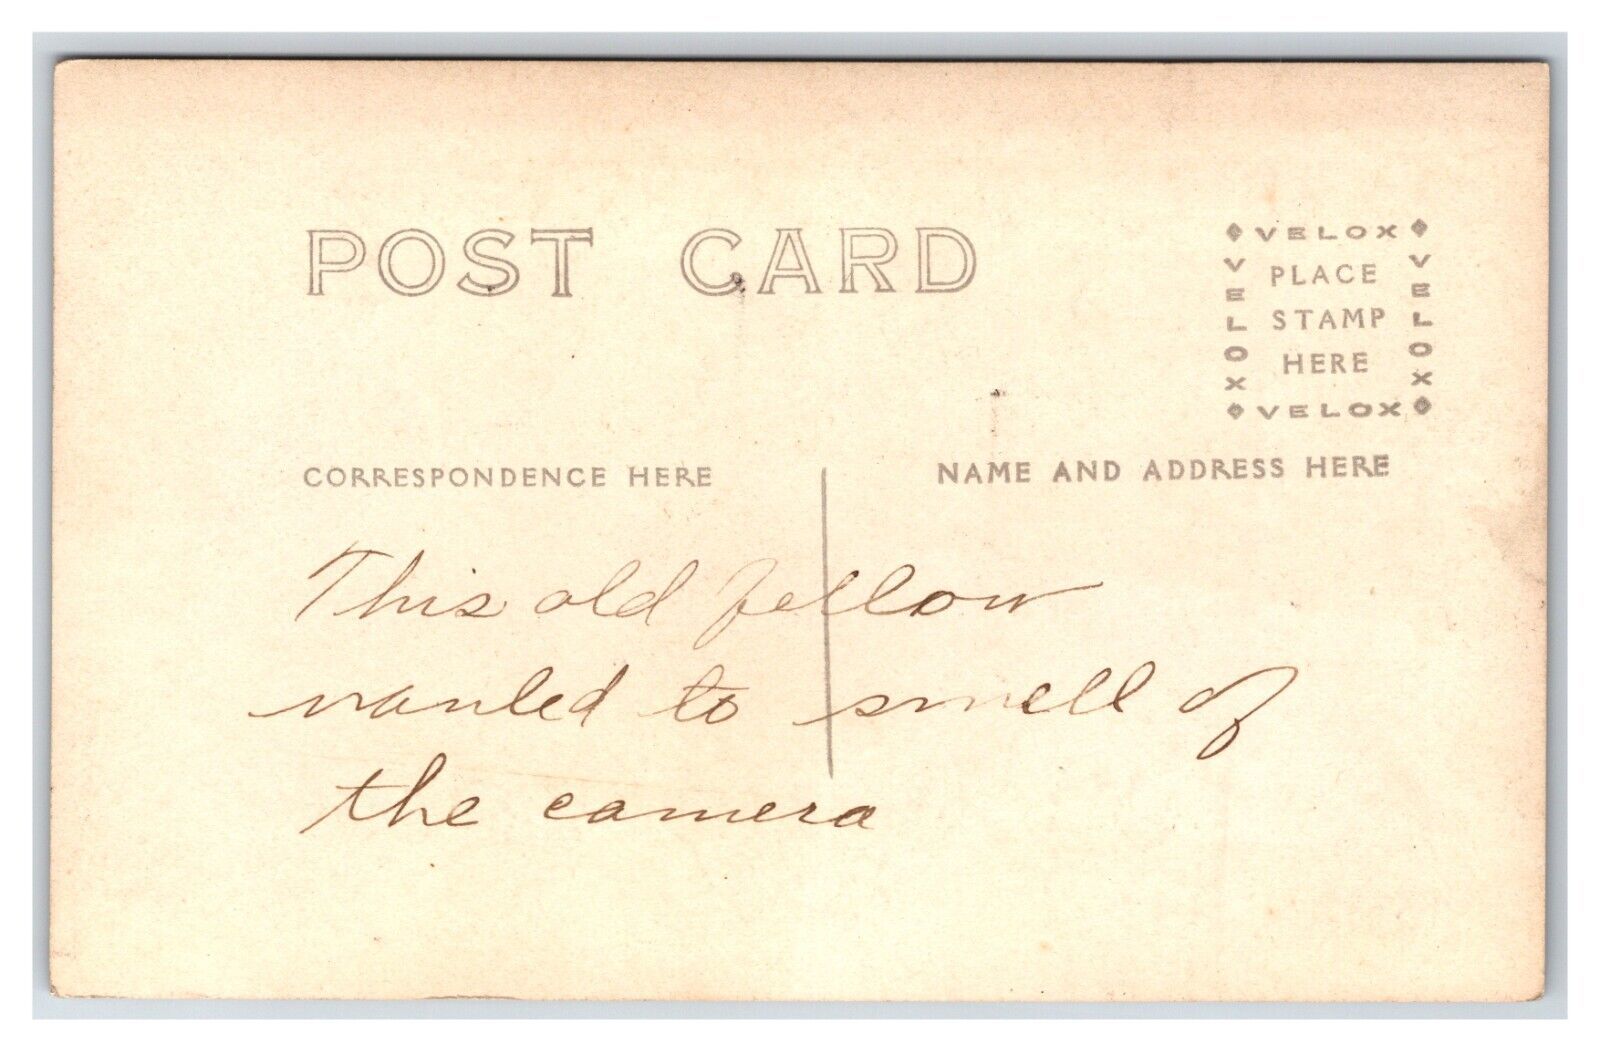 POST CARD
VELOX
VELOX
PLACE
STAMP
HERE
VELOX
VELOX
CORRESPONDENCE HERE
NAME AND ADDRESS HERE
This old fellow
wanted to smell of
the camera